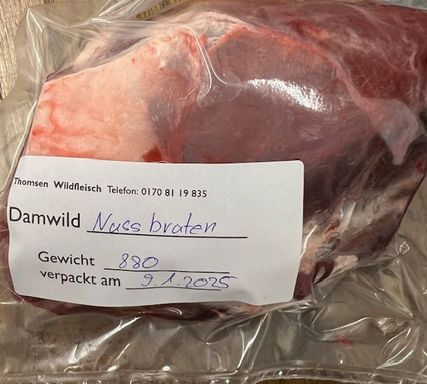 Thomsen Wildfleisch Telefon: 0170 81 19 835
Damwild Nussbraten
Gewicht 880
verpackt am 9.1.2025